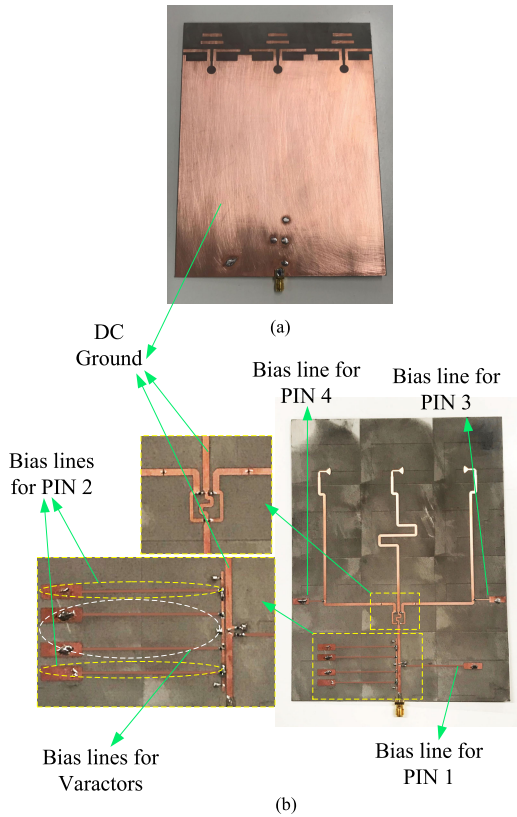 (a)
DC
Ground
Bias line for
PIN 4
Bias line for
PIN 3
Bias lines
for PIN 2
Bias lines for
Varactors
Bias line for
PIN 1
(b)